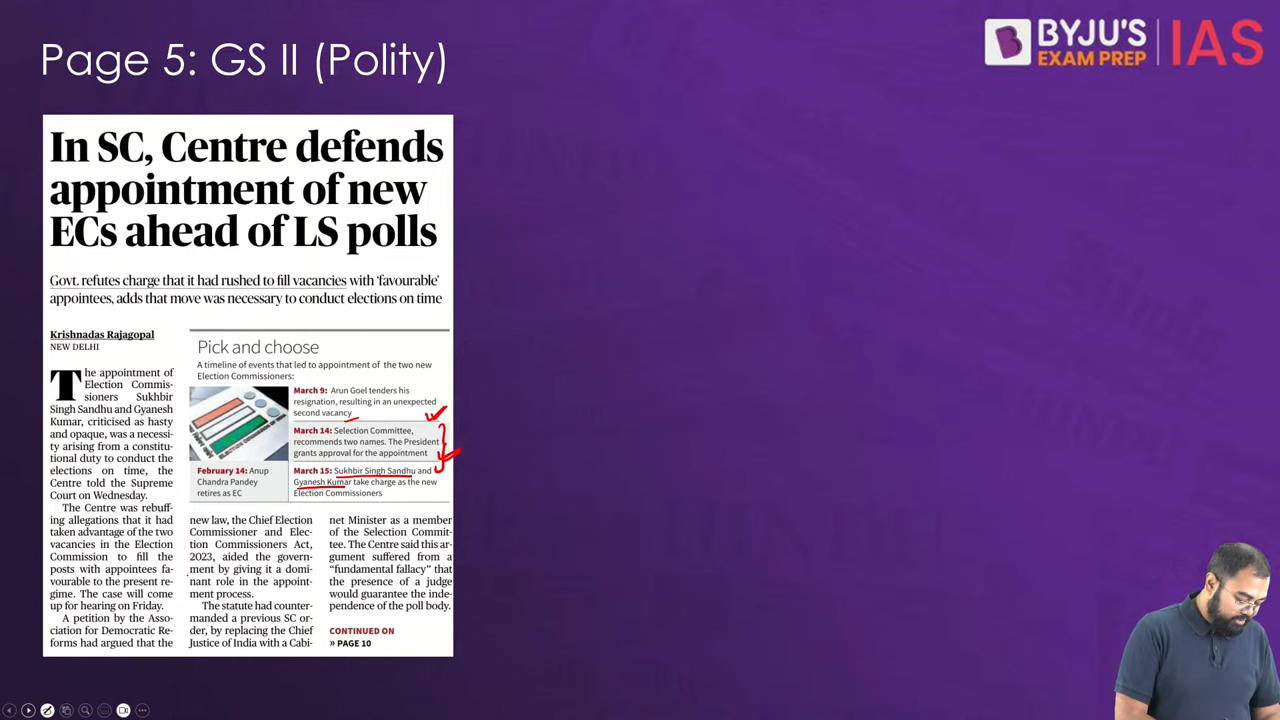 Page 5: GS II (Polity)
BYJU'S
EXAM PREP
IAS
In SC, Centre defends
appointment of new
ECs ahead of LS polls
Govt. refutes charge that it had rushed to fill vacancies with ‘favourable’
appointees, adds that move was necessary to conduct elections on time
Krishnadas Rajagopal
NEW DELHI
The appointment of
Election Commis-
sioners Sukhbir
Singh Sandhu and Gyanesh
Kumar, criticised as hasty
and opaque, was a necessi-
ty arising from a constitu-
tional duty to conduct the
elections on time, the
Centre told the Supreme
Court on Wednesday.
The Centre was rebuff-
ing allegations that it had
taken advantage of the two
vacancies in the Election
Commission to fill the
posts with appointees fa-
vourable to the present re-
gime. The case will come
up for hearing on Friday.
A petition by the Asso-
ciation for Democratic Re-
forms had argued that the
Pick and choose
A timeline of events that led to appointment of the two new
Election Commissioners:
February 14: Anup
Chandra Pandey
retires as EC
March 9: Arun Goel tenders his
resignation, resulting in an unexpected
second vacancy
March 14: Selection Committee,
recommends two names. The President
grants approval for the appointment
March 15: Sukhbir Singh Sandhu and
Gyanesh Kumar take charge as the new
Election Commissioners
new law, the Chief Election
Commissioner and Elec-
tion Commissioners Act,
2023, aided the govern-
ment by giving it a domi-
nant role in the appoint-
ment process.
The statute had counter-
manded a previous SC or-
der, by replacing the Chief
Justice of India with a Cabi-
net Minister as a member
of the Selection Commit-
tee. The Centre said this ar-
gument suffered from a
“fundamental fallacy” that
the presence of a judge
would guarantee the inde-
pendence of the poll body.
CONTINUED ON
» PAGE 10